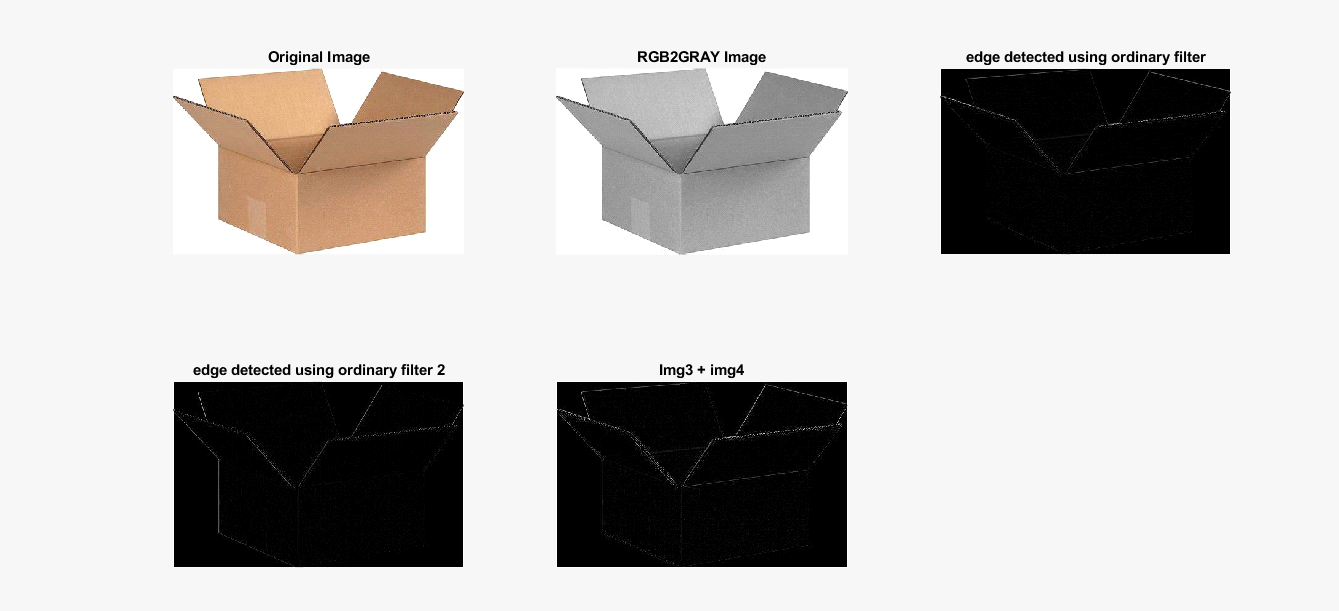 Original Image
RGB2GRAY Image
edge detected using ordinary filter
edge detected using ordinary filter 2
Img3 + img4